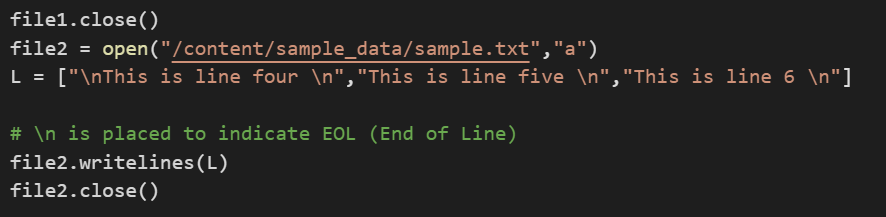 file1.close()
file2 = open("/content/sample_data/sample.txt","a")
L = ["\nThis is line four \n","This is line five \n","This is line 6 \n"]
# \n is placed to indicate EOL (End of Line)
file2.writelines(L)
file2.close()